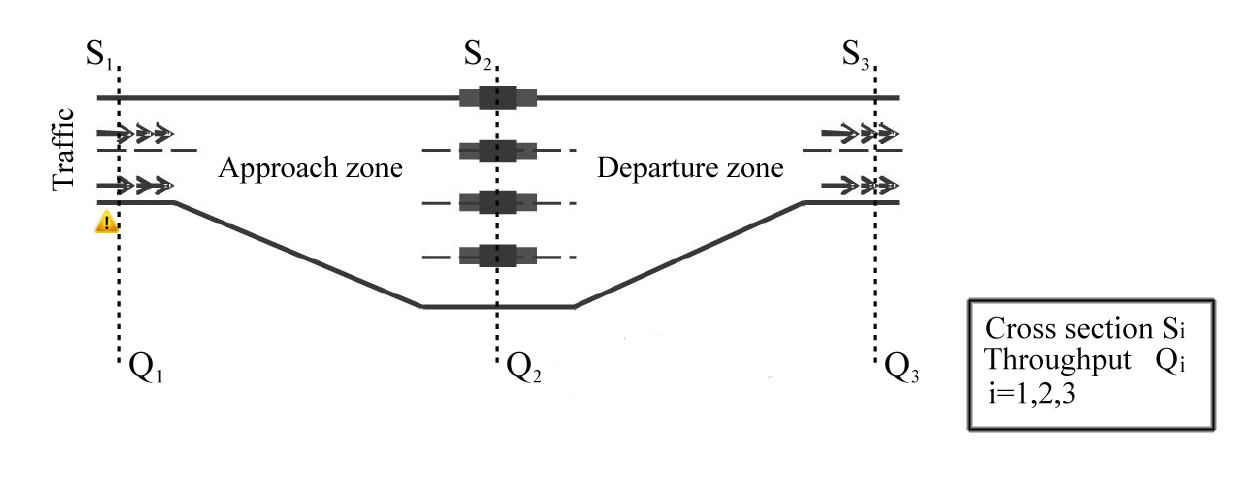 S1
S2
S3
Traffic
Approach zone
Departure zone
!
Q1
Q2
Q3
Cross section Si
Throughput Qi
i=1,2,3